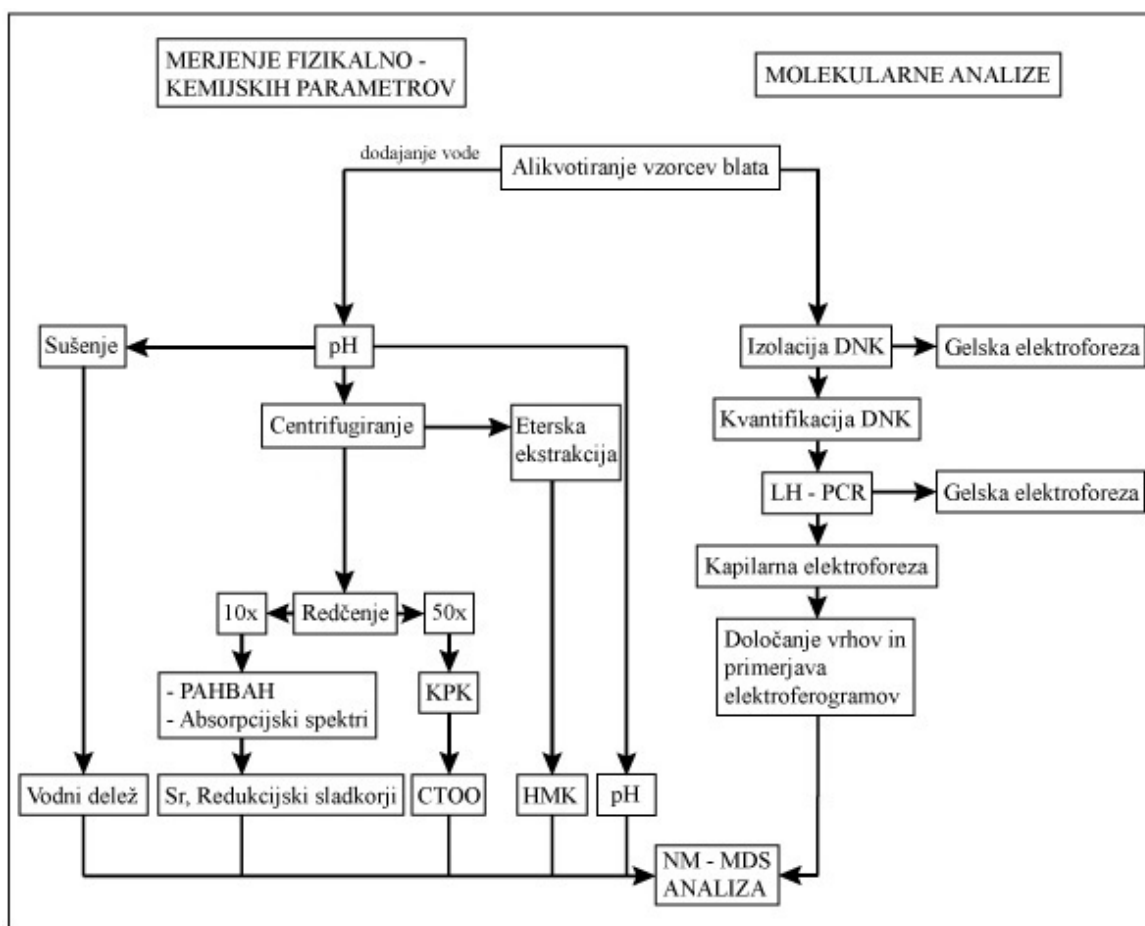 MERJENJE FIZIKALNO -
KEMIJSKIH PARAMETROV
MOLEKULARNE ANALIZE
dodajanje vode
Alikvotiranje vzorcev blata
Sušenje
pH
Izolacija DNK
Gelska elektroforeza
Centrifugiranje
Eterska
ekstrakcija
Kvantifikacija DNK
LH - PCR
Gelska elektroforeza
Kapilarna elektroforeza
10x
Redčenje
50x
Določanje vrhov in
primerjava
elektroferogramov
- PAHBAH
- Absorpcijski spektri
KPK
Vodni delež
Sr, Redukcijski sladkorji
CTOO
HMK
pH
NM - MDS
ANALIZA